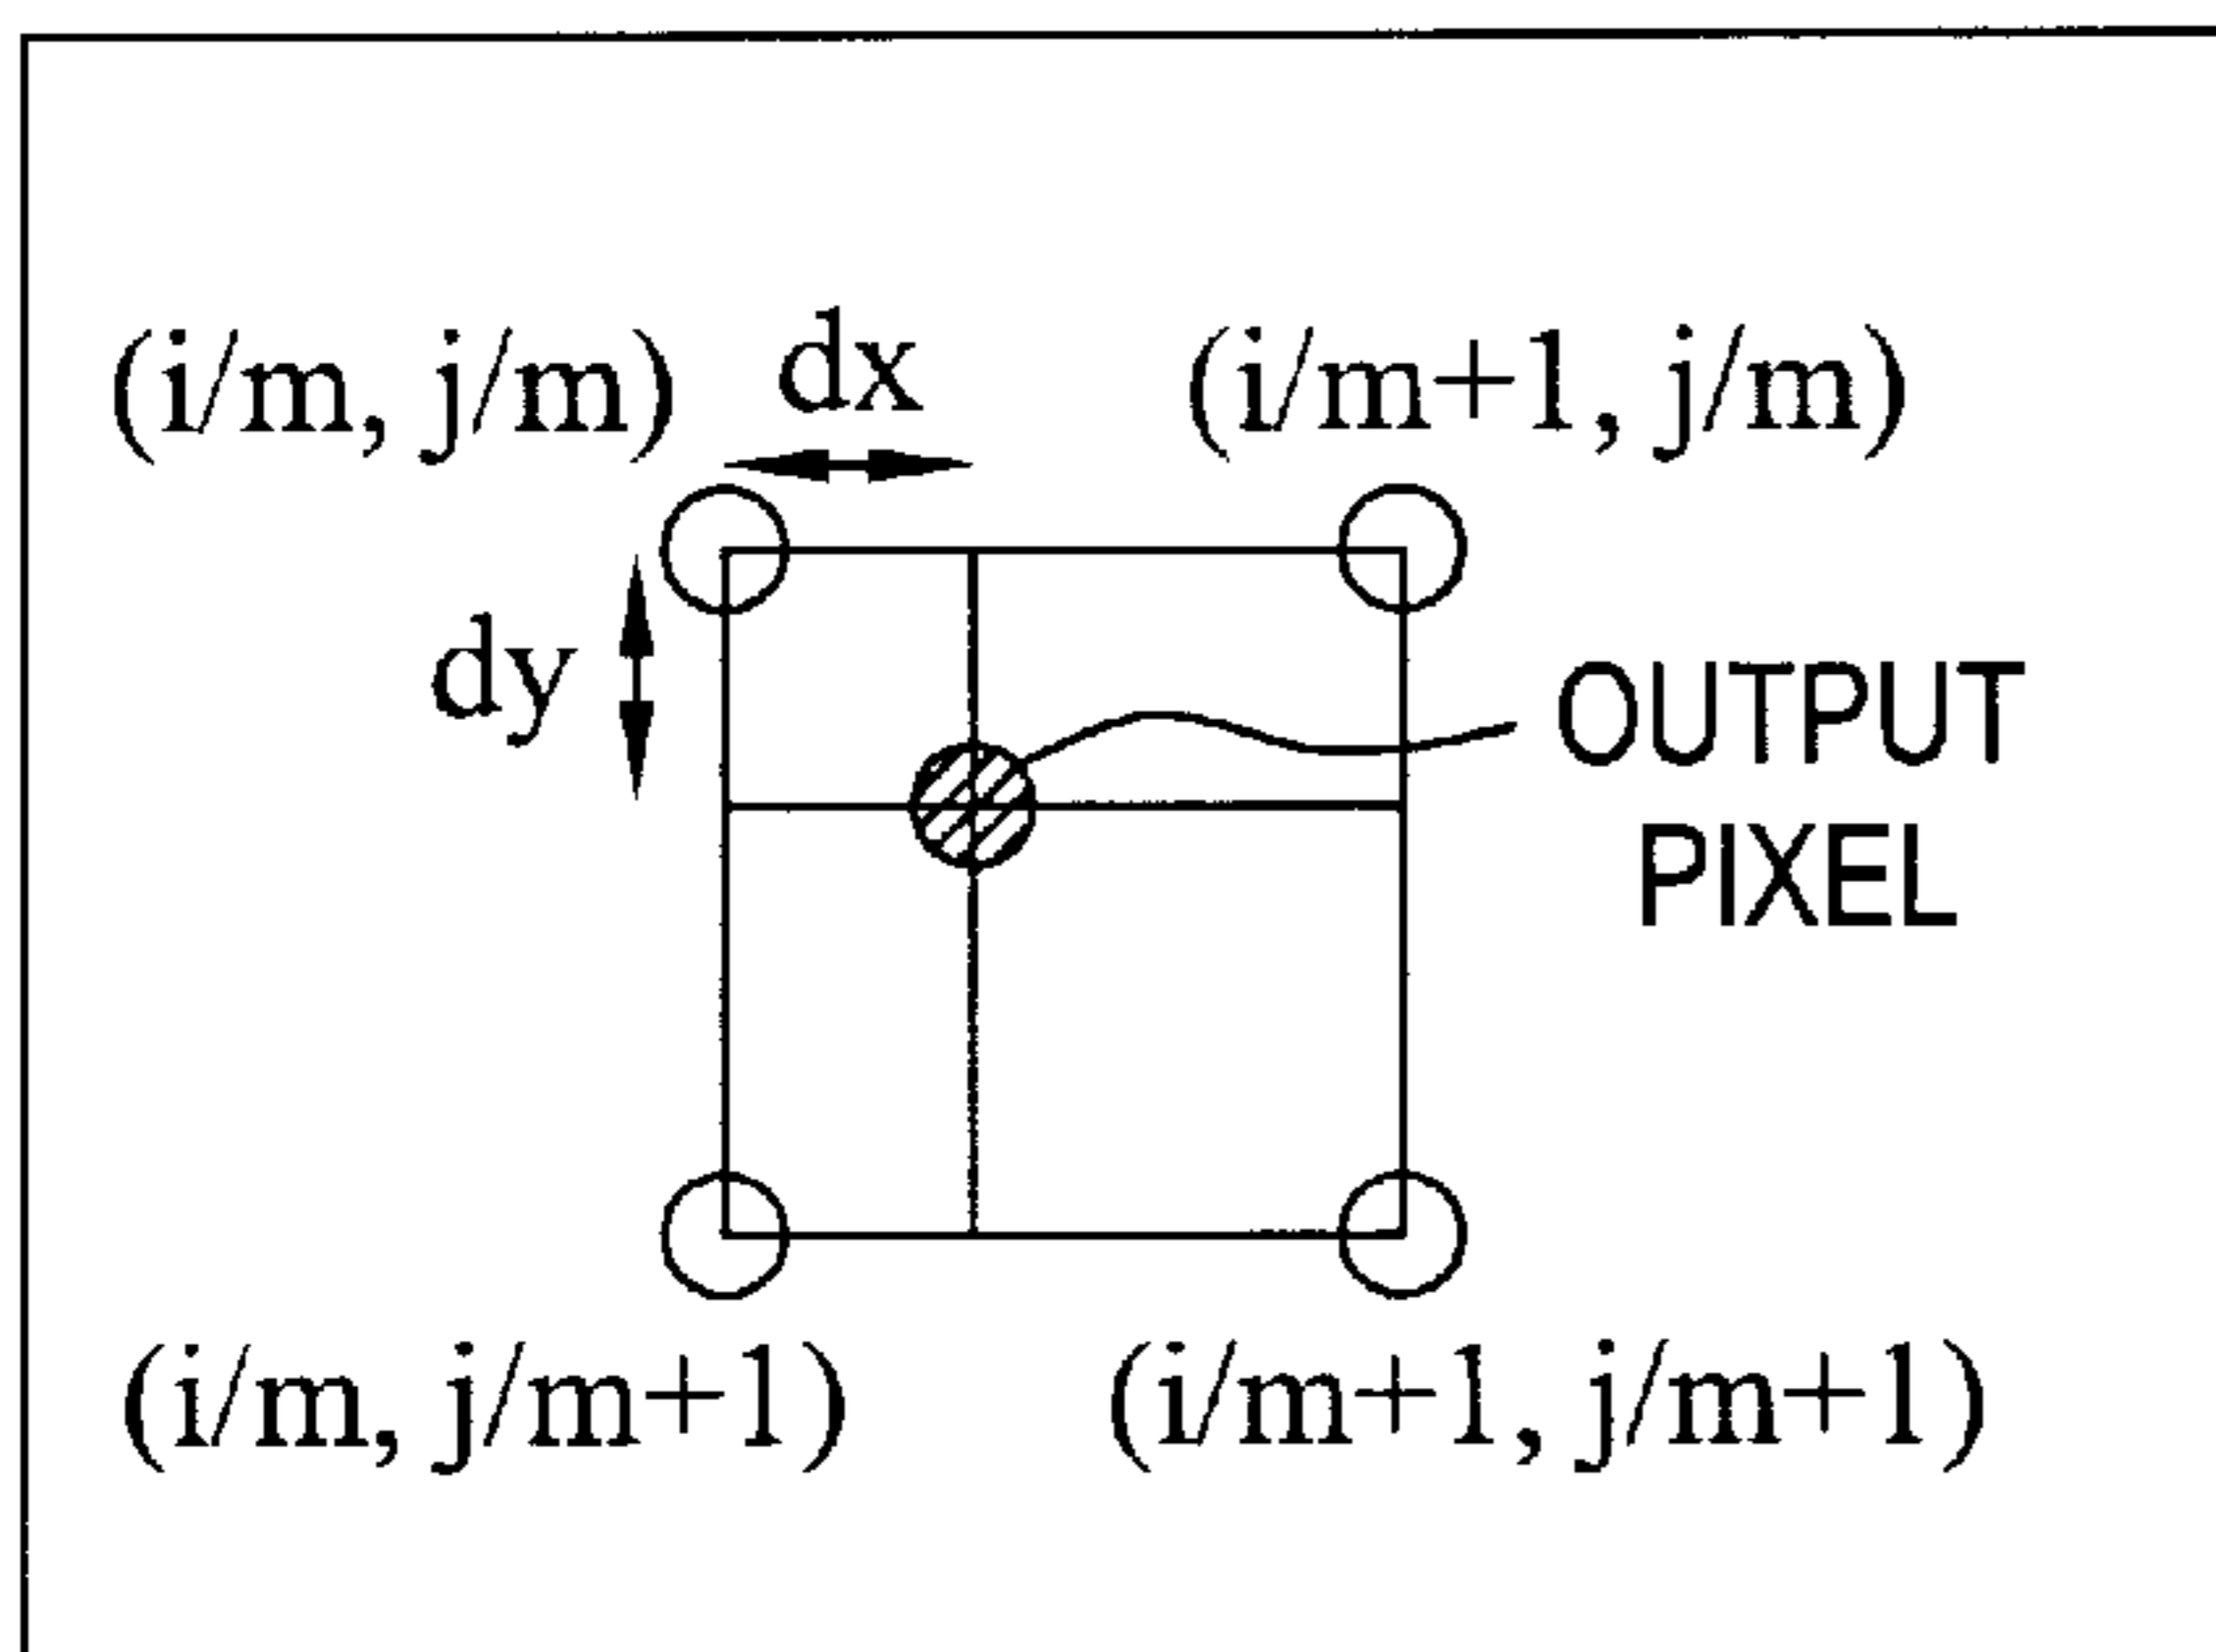 (i/m, j/m)
dx
(i/m+1, j/m)
dy
OUTPUT
PIXEL
(i/m, j/m+1)
(i/m+1, j/m+1)